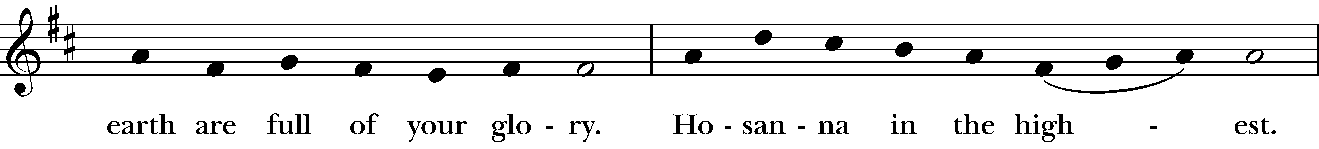 earth are full of your glo - ry. Ho - san - na in the high - est.